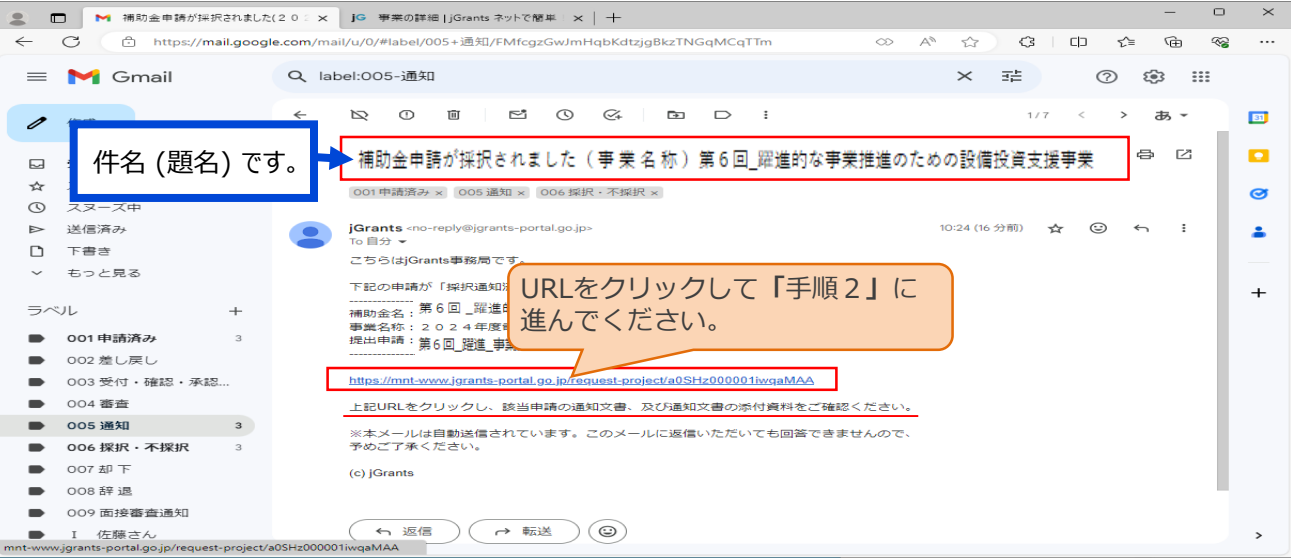 補助金申請が採択されました(２０
jG 事業の詳細 | jGrants ネットで簡単
https://mail.google.com/mail/u/0/#label/005+通知/FMfcgzGwJmHqbKdtzjgBkzTNGqMCqTTm
Gmail
label:005-通知
1/7
あ
件名 (題名) です。
補助金申請が採択されました（事業名称）第６回_躍進的な事業推進のための設備投資支援事業
001 申請済み × 005 通知 × 006 採択・不採択 ×
スヌーズ中
送信済み
下書き
もっと見る
ラベル
001 申請済み 3
002 差し戻し
003 受付・確認・承認...
004 審査
005 通知 3
006 採択・不採択 3
007 却 下
008 辞 退
009 面接審査通知
I 佐藤さん
jGrants <no-reply@jgrants-portal.go.jp>
10:24 (16 分前)
To 自分
こちらはjGrants事務局です。
下記の申請が「採択通知
補助金名：第６回_躍進
事業名称：２０２４年度
提出申請：第6回_躍進_事
URLをクリックして「手順２」に
進んでください。
https://mnt-www.jgrants-portal.go.jp/request-project/a0SHz000001iwqaMAA
上記URLをクリックし、該当申請の通知文書、及び通知文書の添付資料をご確認ください。
※本メールは自動送信されています。このメールに返信いただいても回答できませんので、
予めご了承ください。
(c) jGrants
返信
転送
mnt-www.jgrants-portal.go.jp/request-project/a0SHz000001iwqaMAA